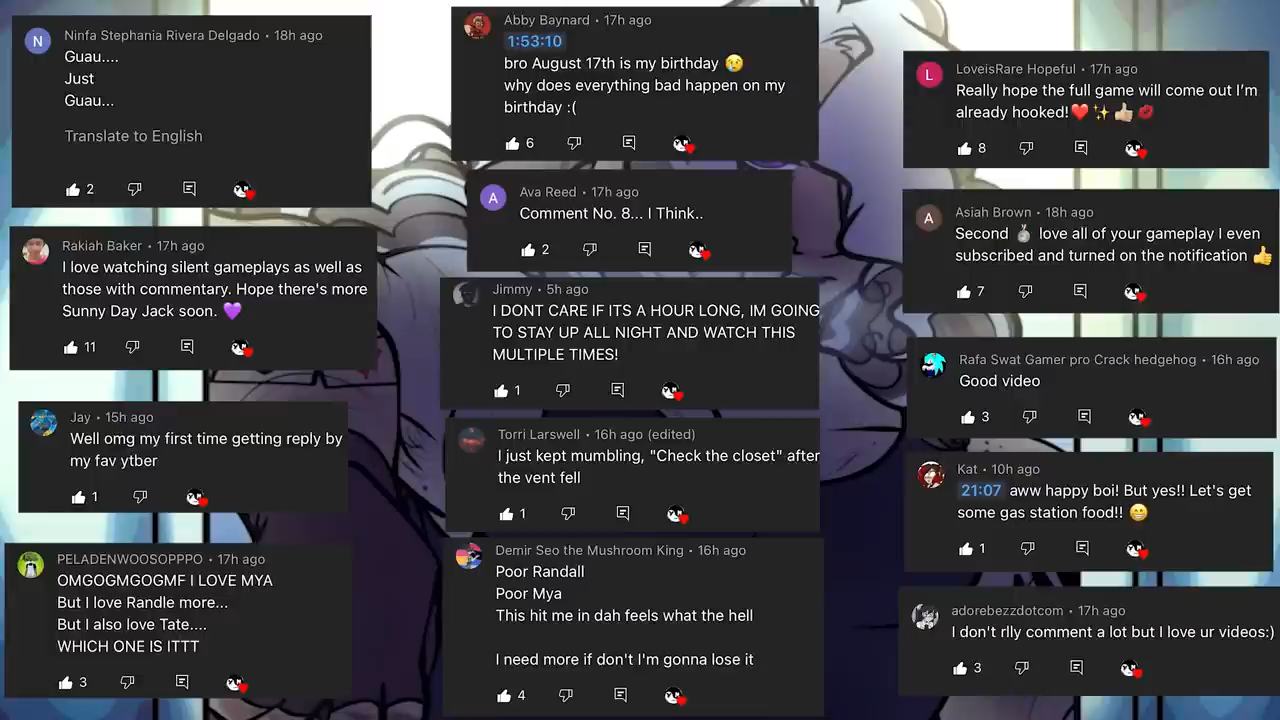 N
Ninfa Stephania Rivera Delgado • 18h ago
Guau....
Just
Guau...
Translate to English
2
Rakiah Baker • 17h ago
I love watching silent gameplays as well as
those with commentary. Hope there's more
Sunny Day Jack soon. 💜
11
Jay • 15h ago
Well omg my first time getting reply by
my fav ytber
1
PELADENWOOSOPPPO • 17h ago
OMGOGMGOGMF I LOVE MYA
But I love Randle more...
But I also love Tate....
WHICH ONE IS ITTT
3
Abby Baynard • 17h ago
1:53:10
bro August 17th is my birthday 😢
why does everything bad happen on my
birthday :(
6
A
Ava Reed • 17h ago
Comment No. 8... I Think..
2
Jimmy • 5h ago
I DONT CARE IF ITS A HOUR LONG, IM GOING
TO STAY UP ALL NIGHT AND WATCH THIS
MULTIPLE TIMES!
1
Torri Larswell • 16h ago (edited)
I just kept mumbling, "Check the closet" after
the vent fell
1
Demir Seo the Mushroom King • 16h ago
Poor Randall
Poor Mya
This hit me in dah feels what the hell
I need more if don't I'm gonna lose it
4
L
LoveisRare Hopeful • 17h ago
Really hope the full game will come out I'm
already hooked!❤️✨👍🏼💋
8
A
Asiah Brown • 18h ago
Second ✌🏼 love all of your gameplay I even
subscribed and turned on the notification 👍
7
Rafa Swat Gamer pro Crack hedgehog • 16h ago
Good video
3
Kat • 10h ago
21:07 aww happy boi! But yes!! Let's get
some gas station food!! 😁
1
adorebezzdotcom • 17h ago
I don't rlly comment a lot but I love ur videos:)
3